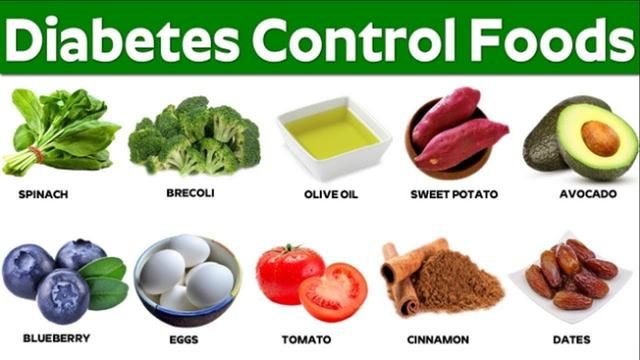 Diabetes Control Foods
SPINACH
BRECOLI
OLIVE OIL
SWEET POTATO
AVOCADO
BLUEBERRY
EGGS
TOMATO
CINNAMON
DATES